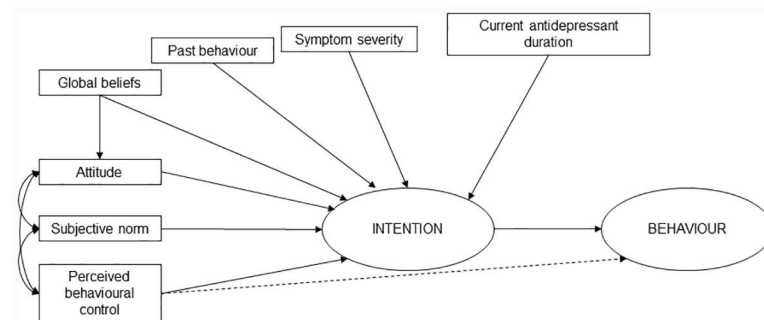 Current antidepressant
duration
Symptom severity
Past behaviour
Global beliefs
Attitude
Subjective norm
INTENTION
BEHAVIOUR
Perceived
behavioural
control